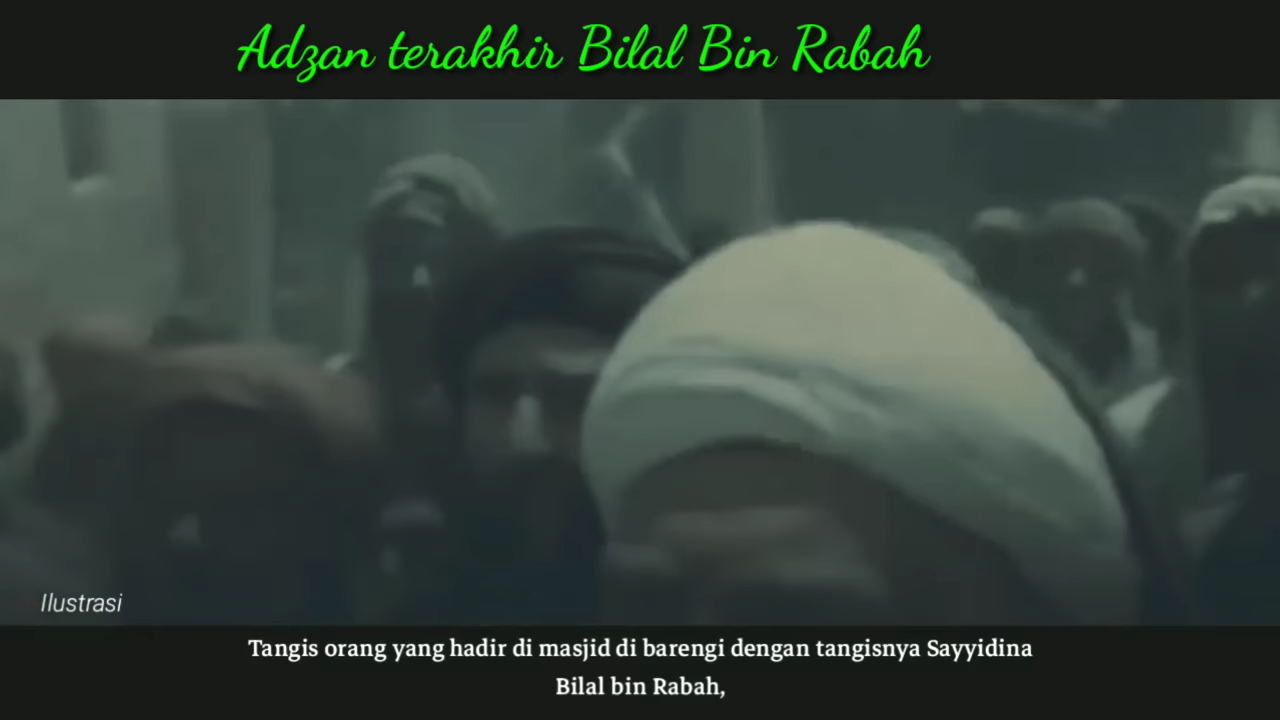 Adzan terakhir Bilal Bin Rabah
Ilustrasi
Tangis orang yang hadir di masjid di barengi dengan tangisnya Sayyidina
Bilal bin Rabah,